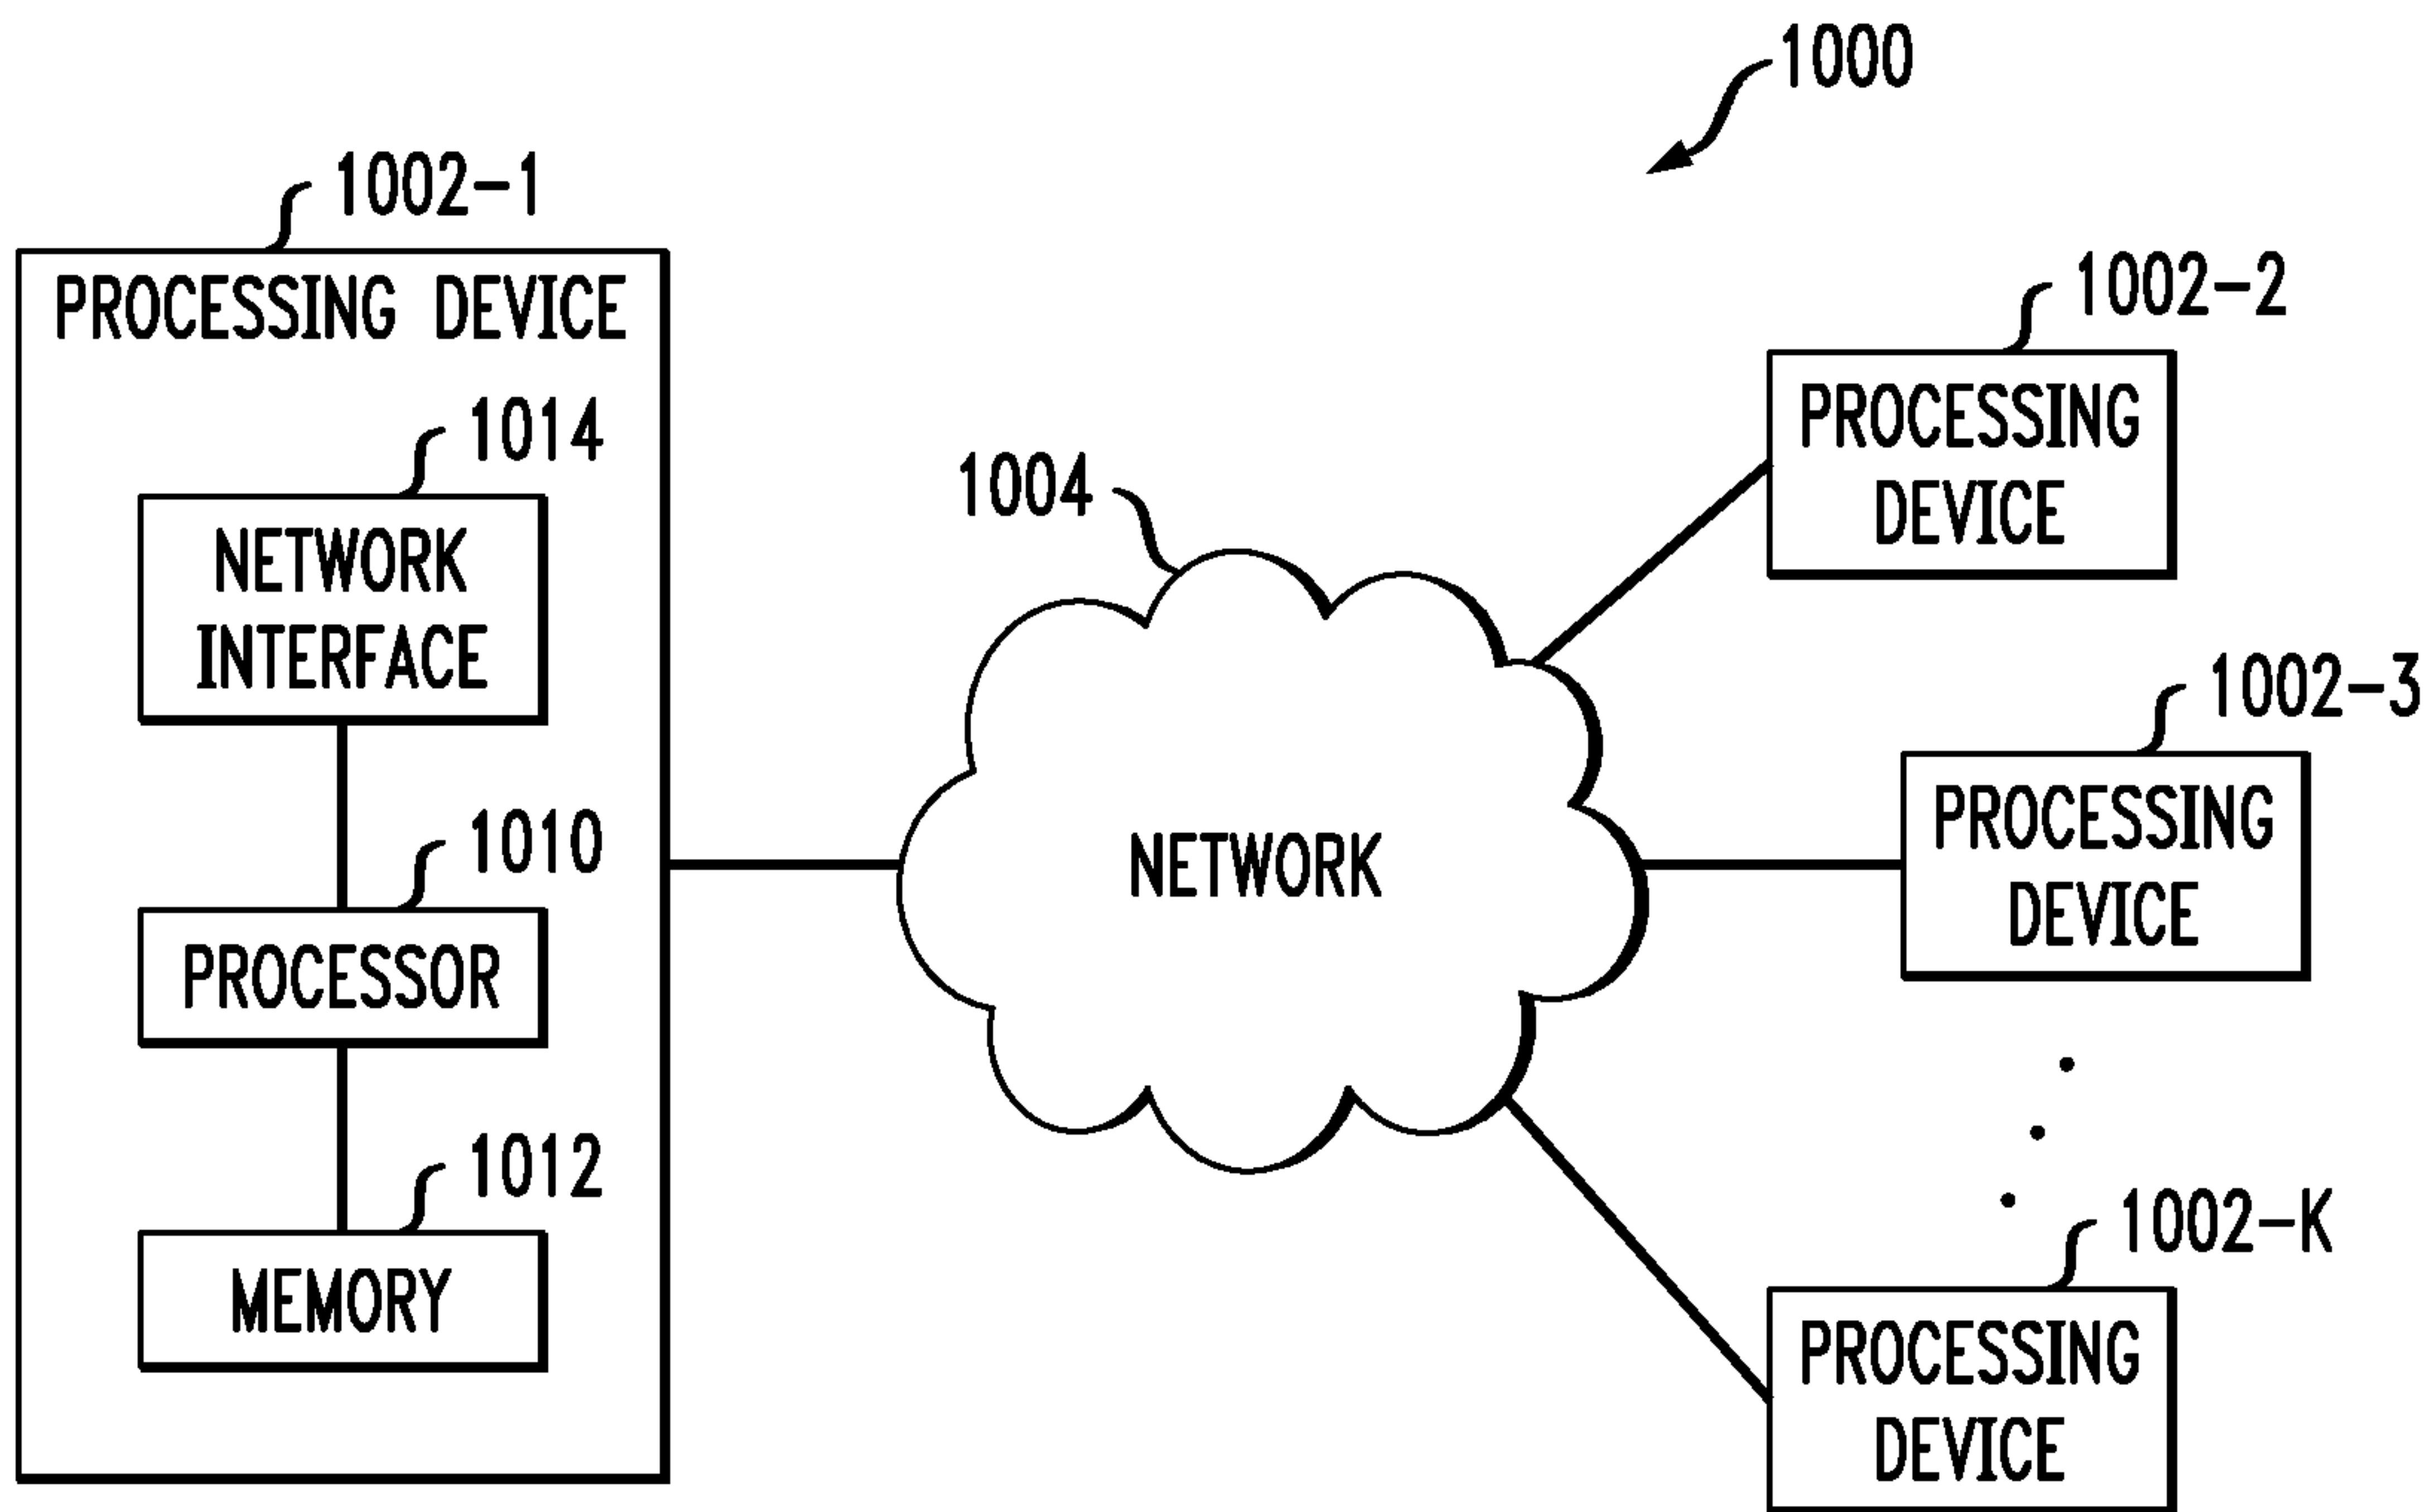 1000
1002-1
PROCESSING DEVICE
1014
NETWORK
INTERFACE
1010
PROCESSOR
1012
MEMORY
1004
NETWORK
1002-2
PROCESSING
DEVICE
1002-3
PROCESSING
DEVICE
1002-K
PROCESSING
DEVICE